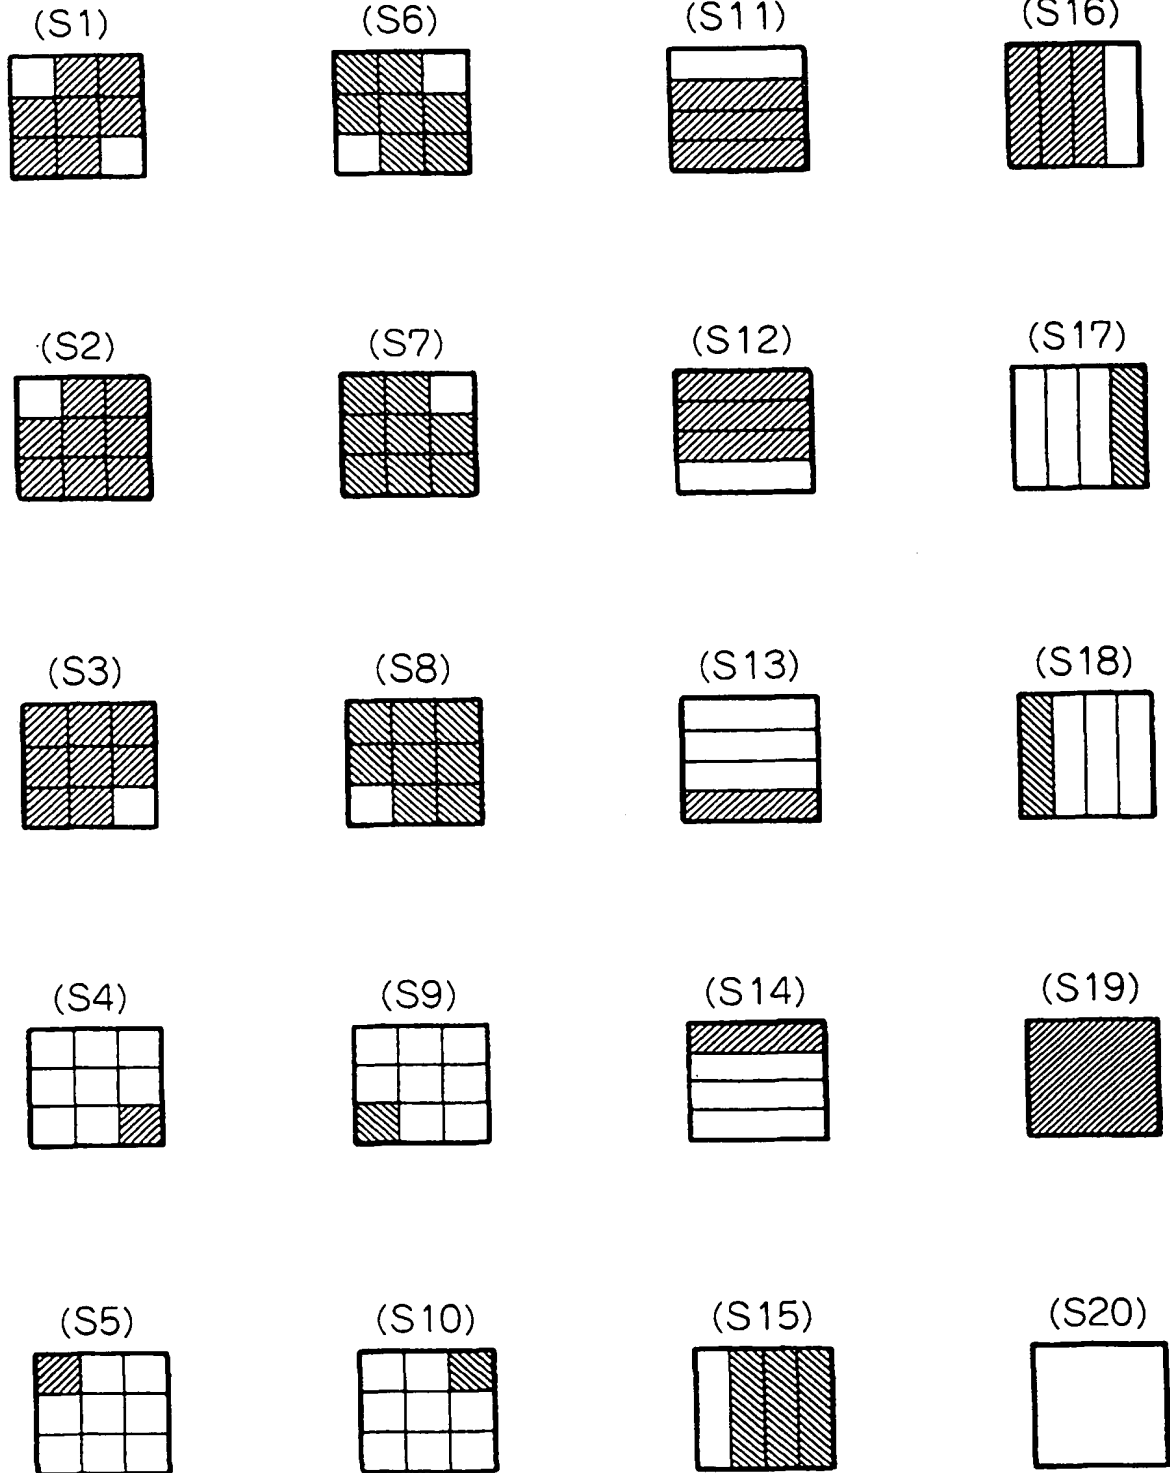 (S1) (S6) (S11) (S16)
(S2) (S7) (S12) (S17)
(S3) (S8) (S13) (S18)
(S4) (S9) (S14) (S19)
(S5) (S10) (S15) (S20)